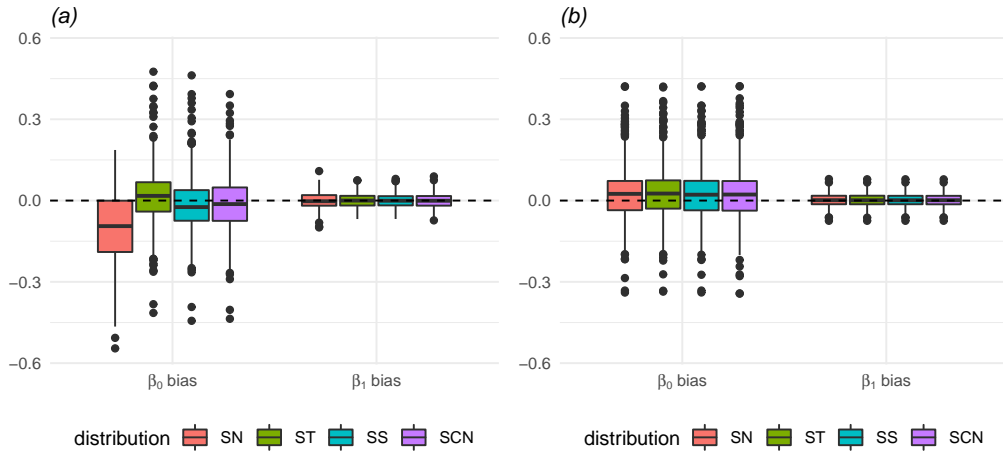 (a)
0.6
0.3
0.0
−0.3
−0.6
β₀ bias
β₁ bias
distribution SN ST SS SCN
(b)
0.6
0.3
0.0
−0.3
−0.6
β₀ bias
β₁ bias
distribution SN ST SS SCN